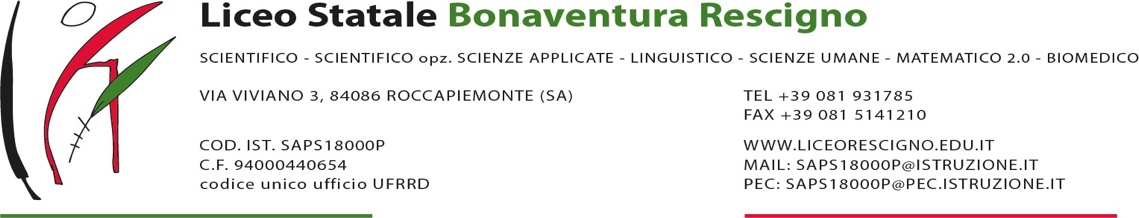 Liceo Statale Bonaventura Rescigno
SCIENTIFICO - SCIENTIFICO opz. SCIENZE APPLICATE - LINGUISTICO - SCIENZE UMANE - MATEMATICO 2.0 - BIOMEDICO
VIA VIVIANO 3, 84086 ROCCAPIEMONTE (SA)
TEL +39 081 931785
FAX +39 081 5141210
COD. IST. SAPS18000P
C.F. 94000440654
codice unico ufficio UFRRD
WWW.LICEORESCIGNO.EDU.IT
MAIL: SAPS18000P@ISTRUZIONE.IT
PEC: SAPS18000P@PEC.ISTRUZIONE.IT